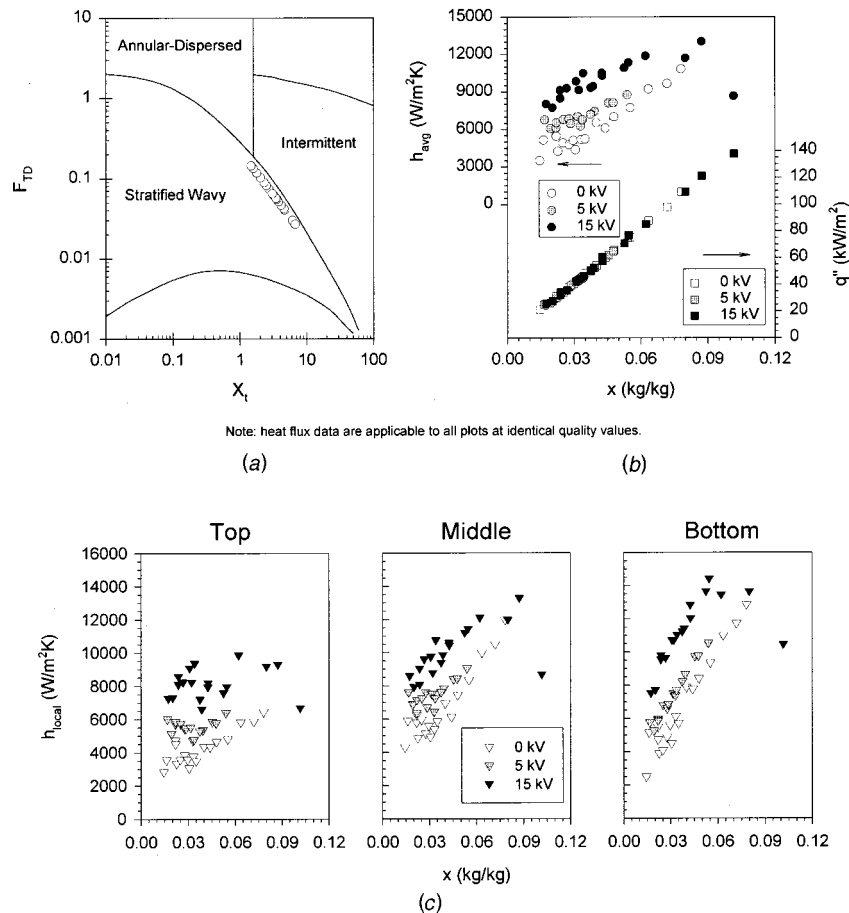 (a)
10
1
0.1
0.01
0.001
F_TD
Annular-Dispersed
Intermittent
Stratified Wavy
0.01
0.1
1
10
100
X_t
15000
12000
9000
6000
3000
0
h_avg (W/m²K)
0 kV
5 kV
15 kV
140
120
100
80
60
40
20
0
q" (kW/m²)
0 kV
5 kV
15 kV
0.00
0.03
0.06
0.09
0.12
x (kg/kg)
Note: heat flux data are applicable to all plots at identical quality values.
(a)
(b)
Top
Middle
Bottom
16000
14000
12000
10000
8000
6000
4000
2000
0
h_local (W/m²K)
0 kV
5 kV
15 kV
0.00 0.03 0.06 0.09 0.12
0.00 0.03 0.06 0.09 0.12
0.00 0.03 0.06 0.09 0.12
x (kg/kg)
(c)